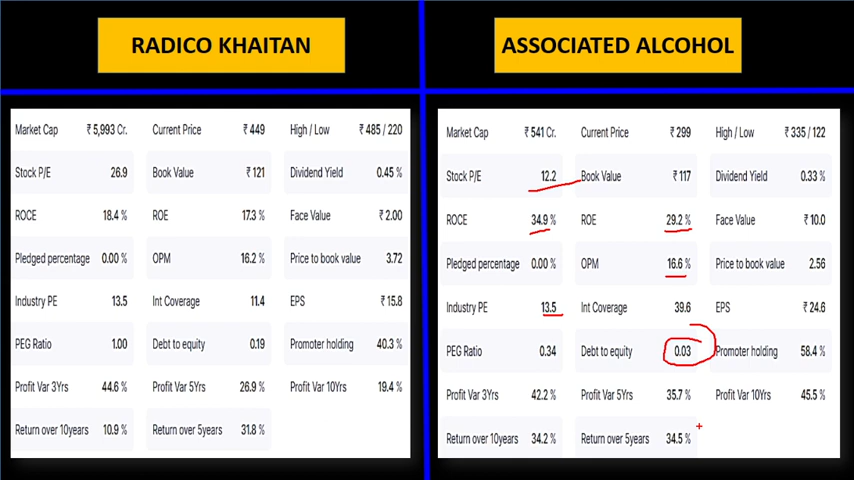 RADICO KHAITAN
Market Cap ₹ 5,993 Cr. Current Price ₹ 449 High / Low ₹ 485 / 220
Stock P/E 26.9 Book Value ₹ 121 Dividend Yield 0.45 %
ROCE 18.4 % ROE 17.3 % Face Value ₹ 2.00
Pledged percentage 0.00 % OPM 16.2 % Price to book value 3.72
Industry PE 13.5 Int Coverage 11.4 EPS ₹ 15.8
PEG Ratio 1.00 Debt to equity 0.19 Promoter holding 40.3 %
Profit Var 3Yrs 44.6 % Profit Var 5Yrs 26.9 % Profit Var 10Yrs 19.4 %
Return over 10years 10.9 % Return over 5years 31.8 %
ASSOCIATED ALCOHOL
Market Cap ₹ 541 Cr. Current Price ₹ 299 High / Low ₹ 335 / 122
Stock P/E 12.2 Book Value ₹ 117 Dividend Yield 0.33 %
ROCE 34.9 % ROE 29.2 % Face Value ₹ 10.0
Pledged percentage 0.00 % OPM 16.6 % Price to book value 2.56
Industry PE 13.5 Int Coverage 39.6 EPS ₹ 24.6
PEG Ratio 0.34 Debt to equity 0.03 Promoter holding 58.4 %
Profit Var 3Yrs 42.2 % Profit Var 5Yrs 35.7 % Profit Var 10Yrs 45.5 %
Return over 10years 34.2 % Return over 5years 34.5 %